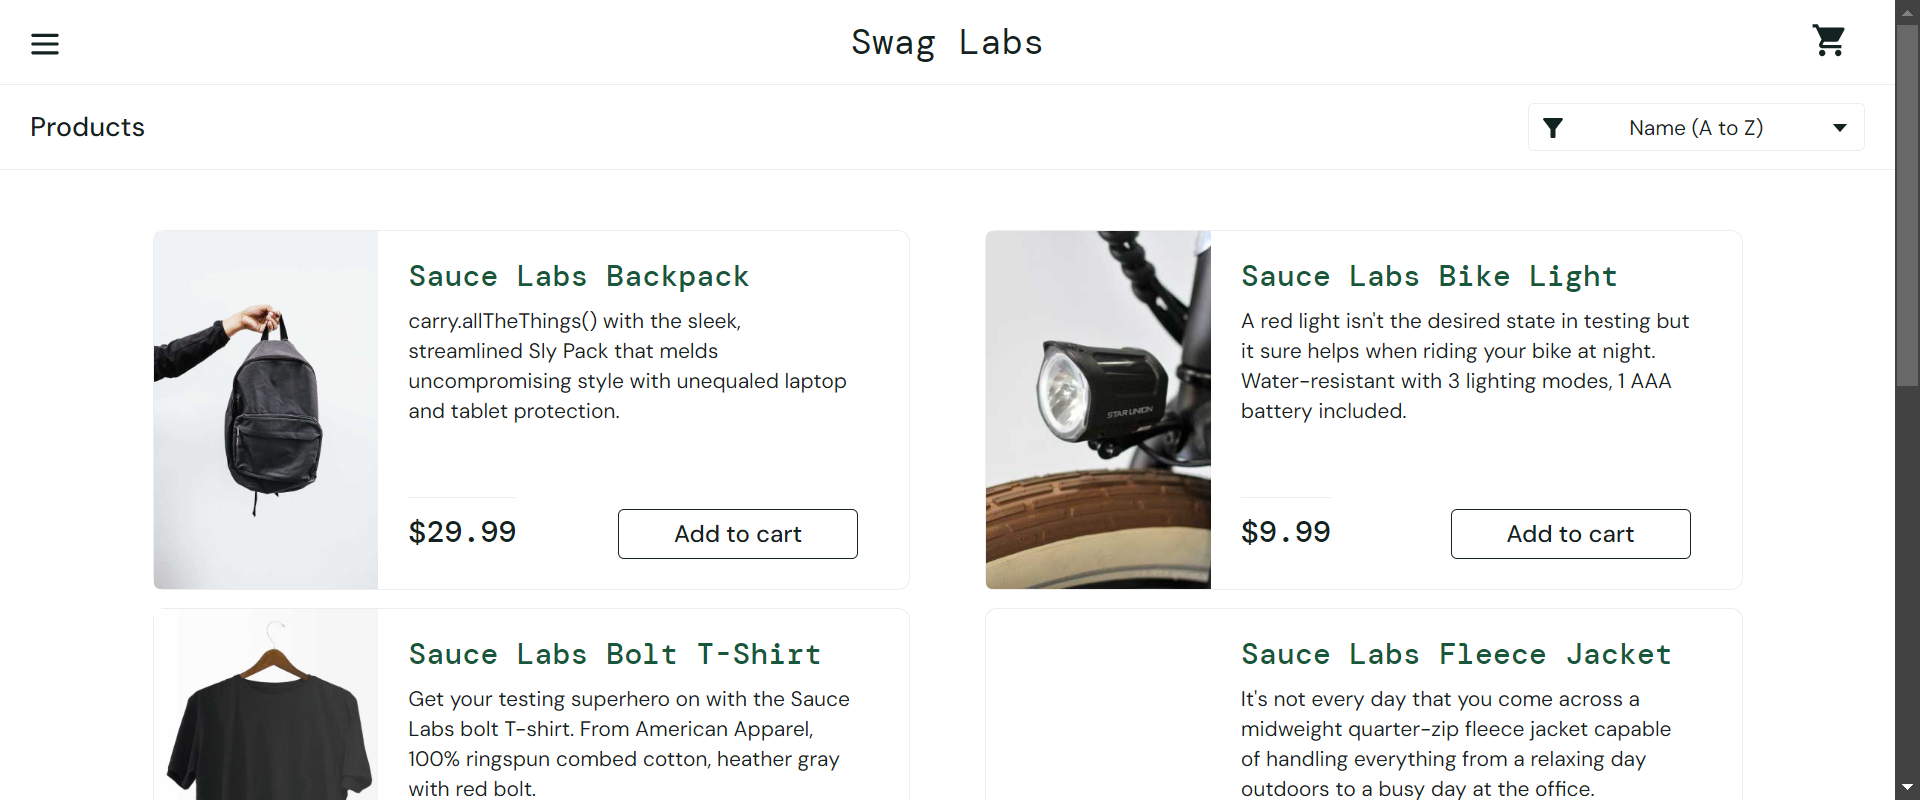 Swag Labs
Products
Name (A to Z)
Sauce Labs Backpack
carry.allTheThings() with the sleek,
streamlined Sly Pack that melds
uncompromising style with unequaled laptop
and tablet protection.
$29.99
Add to cart
Sauce Labs Bike Light
A red light isn't the desired state in testing but
it sure helps when riding your bike at night.
Water-resistant with 3 lighting modes, 1 AAA
battery included.
STAR UNION
$9.99
Add to cart
Sauce Labs Bolt T-Shirt
Get your testing superhero on with the Sauce
Labs bolt T-shirt. From American Apparel,
100% ringspun combed cotton, heather gray
with red bolt.
Sauce Labs Fleece Jacket
It's not every day that you come across a
midweight quarter-zip fleece jacket capable
of handling everything from a relaxing day
outdoors to a busy day at the office.